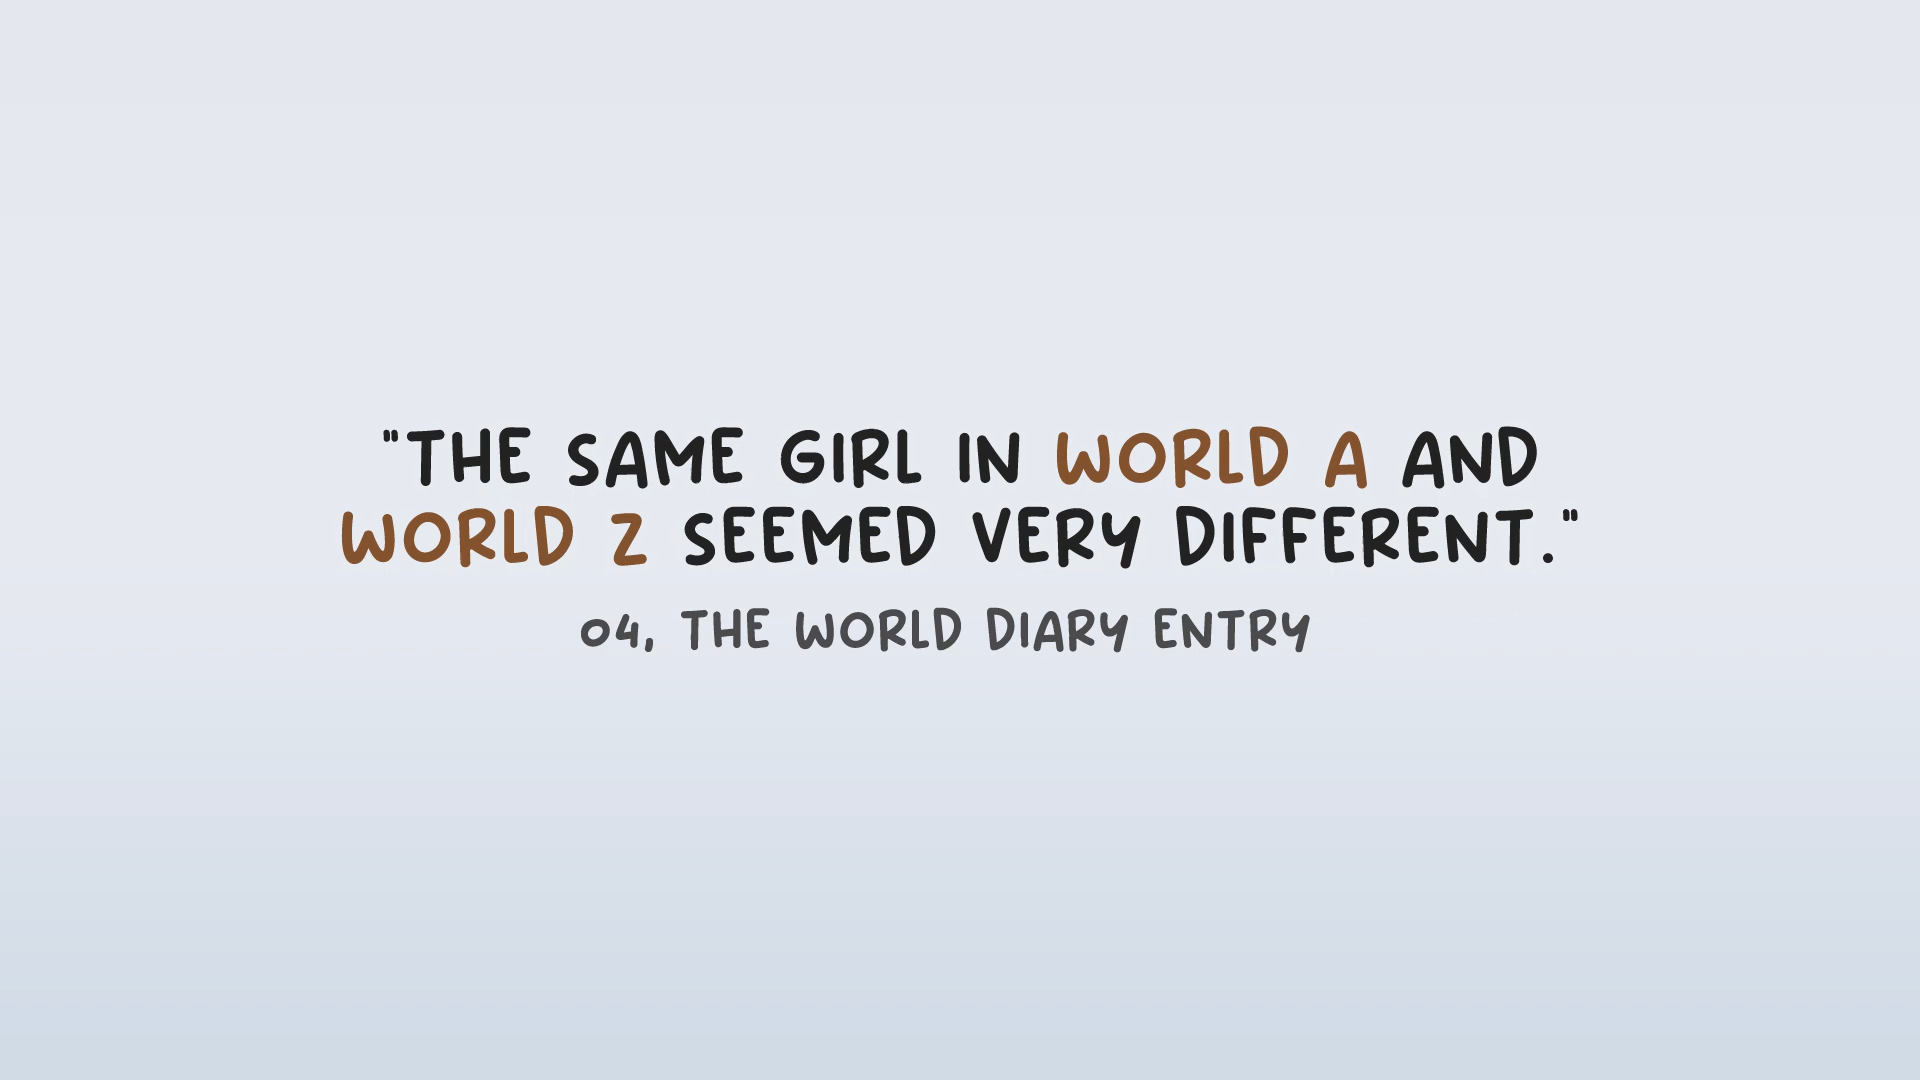 "THE SAME GIRL IN WORLD A AND
WORLD Z SEEMED VERY DIFFERENT."
04, THE WORLD DIARY ENTRY